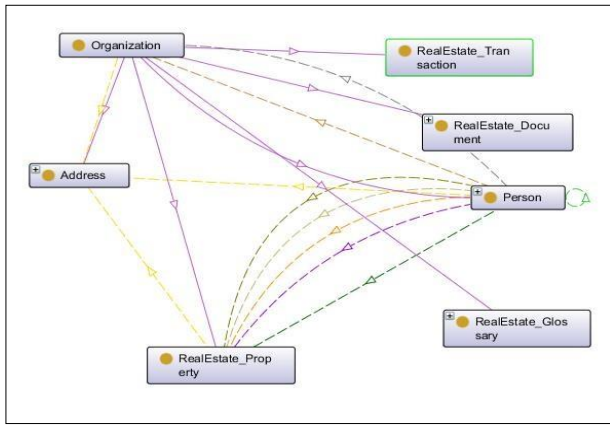 Organization
RealEstate_Tran
saction
RealEstate_Docu
ment
Address
Person
RealEstate_Glos
sary
RealEstate_Prop
erty